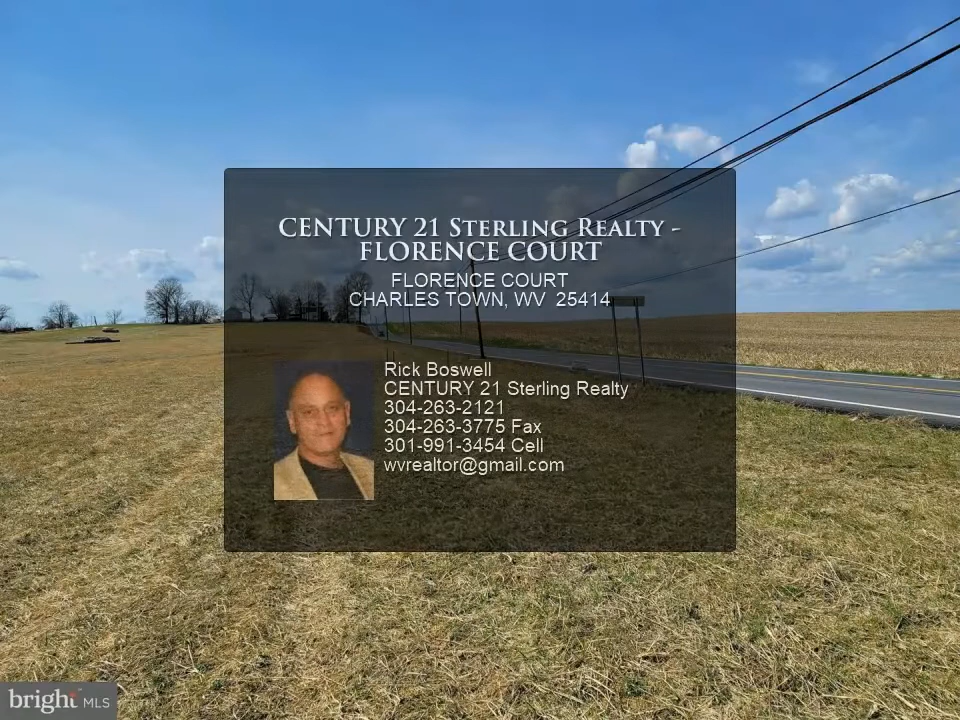 CENTURY 21 Sterling Realty -
FLORENCE COURT
FLORENCE COURT
CHARLES TOWN, WV 25414
Rick Boswell
CENTURY 21 Sterling Realty
304-263-2121
304-263-3775 Fax
301-991-3454 Cell
wvrealtor@gmail.com
bright MLS